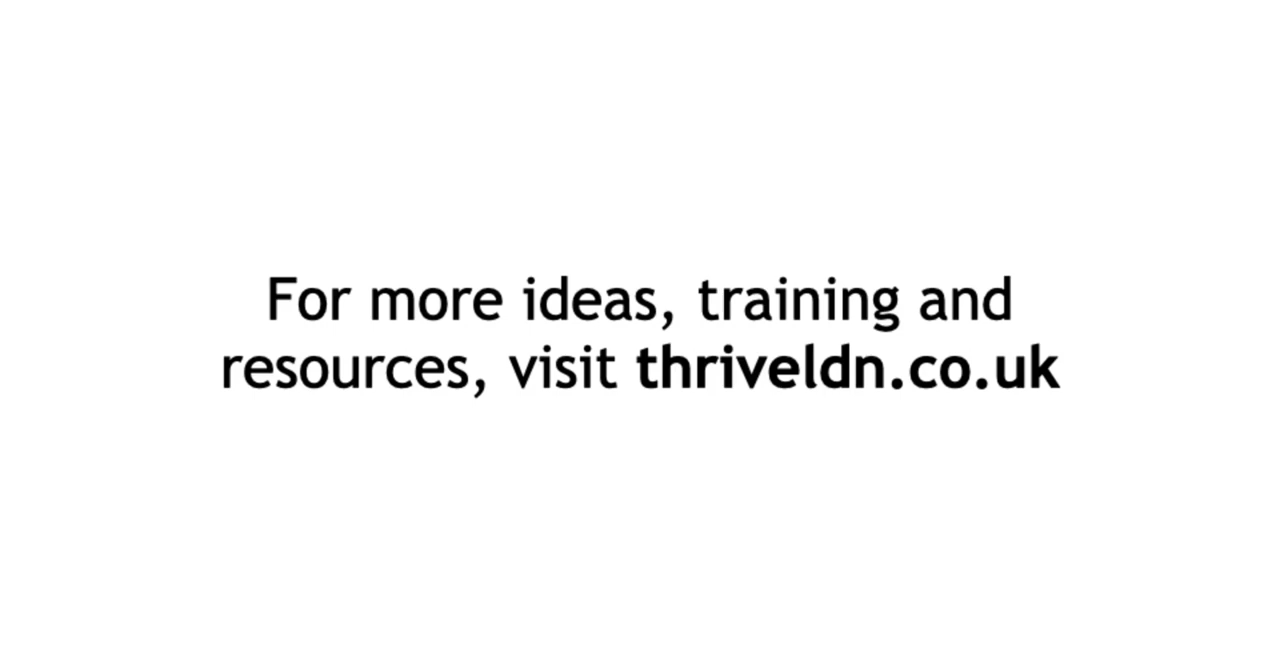 For more ideas, training and
resources, visit thriveldn.co.uk